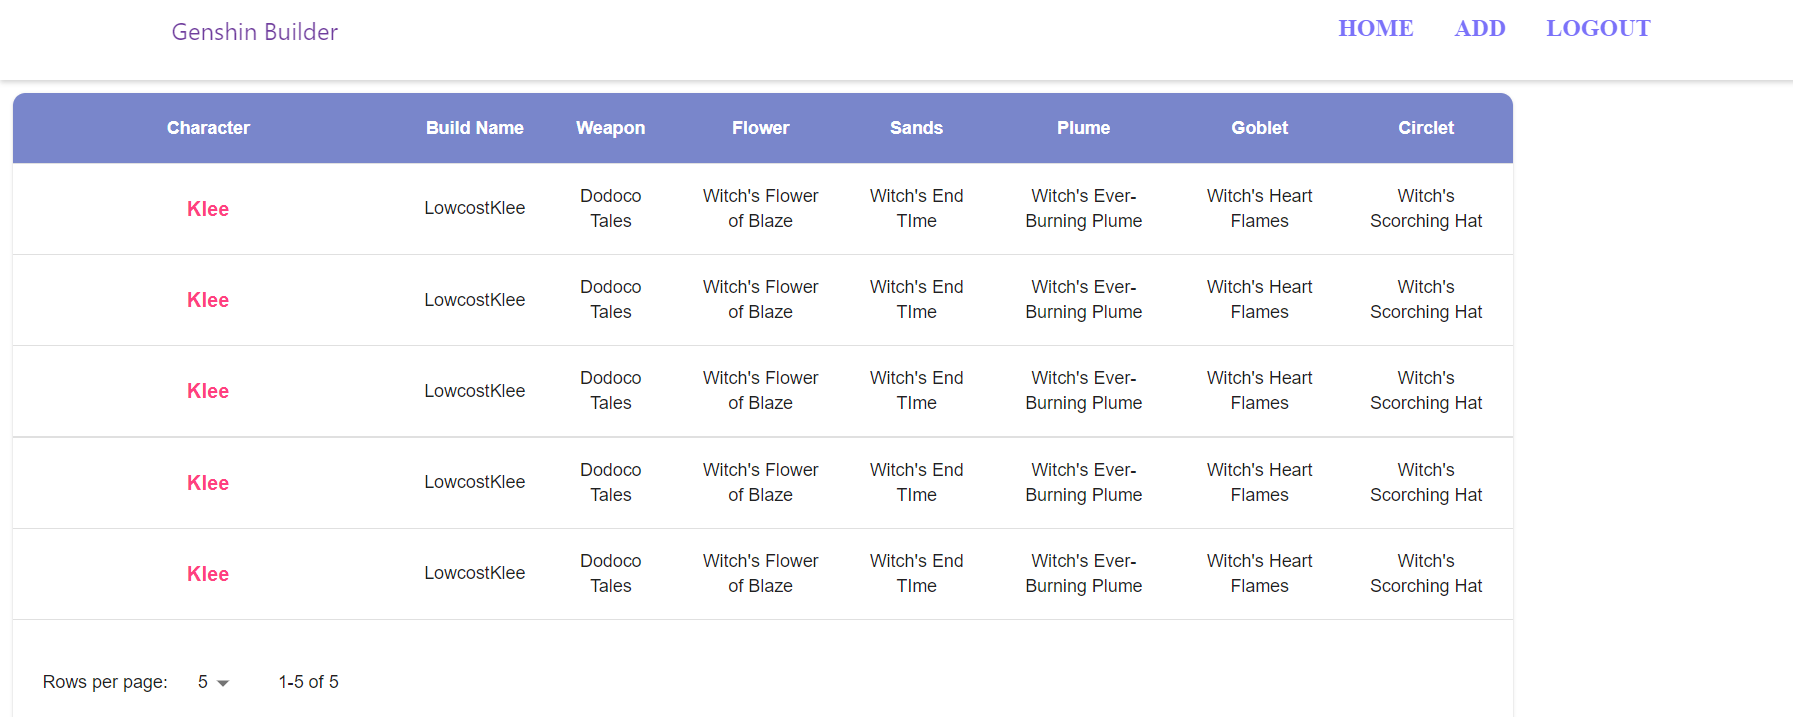 Genshin Builder HOME ADD LOGOUT
Character Build Name Weapon Flower Sands Plume Goblet Circlet
Klee LowcostKlee Dodoco Tales Witch's Flower of Blaze Witch's End TIme Witch's Ever-Burning Plume Witch's Heart Flames Witch's Scorching Hat
Klee LowcostKlee Dodoco Tales Witch's Flower of Blaze Witch's End TIme Witch's Ever-Burning Plume Witch's Heart Flames Witch's Scorching Hat
Klee LowcostKlee Dodoco Tales Witch's Flower of Blaze Witch's End TIme Witch's Ever-Burning Plume Witch's Heart Flames Witch's Scorching Hat
Klee LowcostKlee Dodoco Tales Witch's Flower of Blaze Witch's End TIme Witch's Ever-Burning Plume Witch's Heart Flames Witch's Scorching Hat
Klee LowcostKlee Dodoco Tales Witch's Flower of Blaze Witch's End TIme Witch's Ever-Burning Plume Witch's Heart Flames Witch's Scorching Hat
Rows per page: 5 1-5 of 5